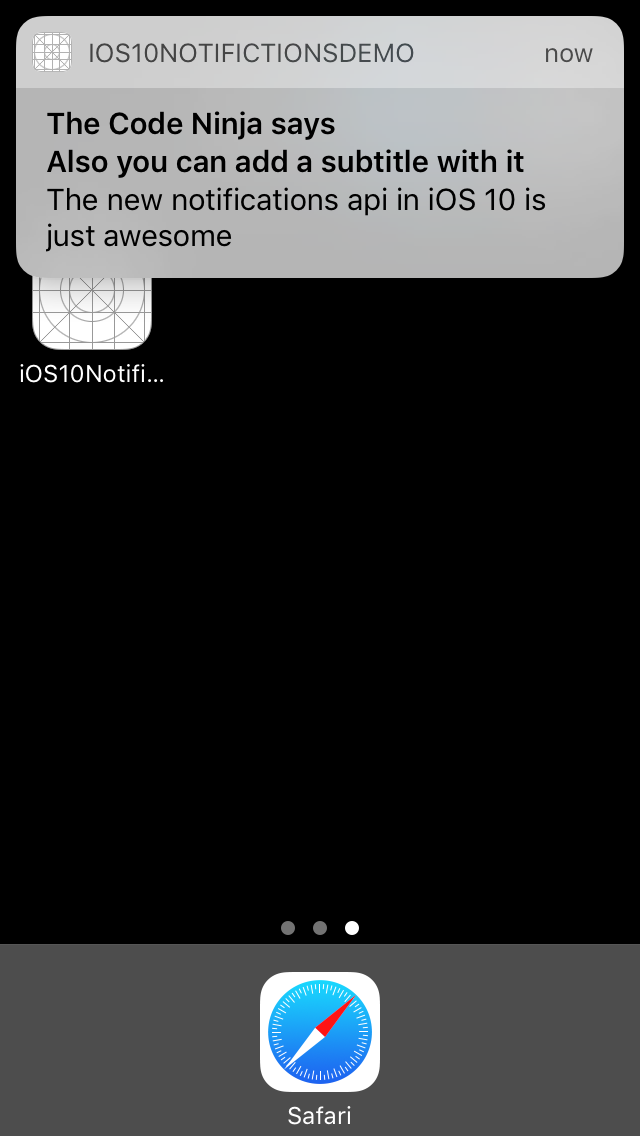 IOS10NOTIFICTIONSDEMO now
The Code Ninja says
Also you can add a subtitle with it
The new notifications api in iOS 10 is
just awesome
iOS10Notifi...
Safari